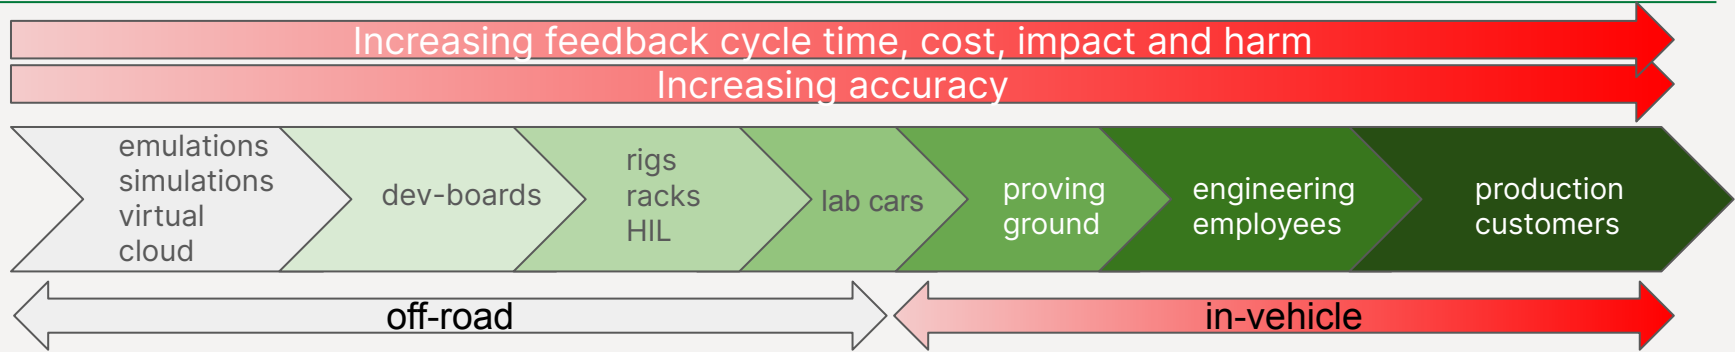 Increasing feedback cycle time, cost, impact and harm
Increasing accuracy
emulations
simulations
virtual
cloud
dev-boards
rigs
racks
HIL
lab cars
proving
ground
engineering
employees
production
customers
off-road
in-vehicle